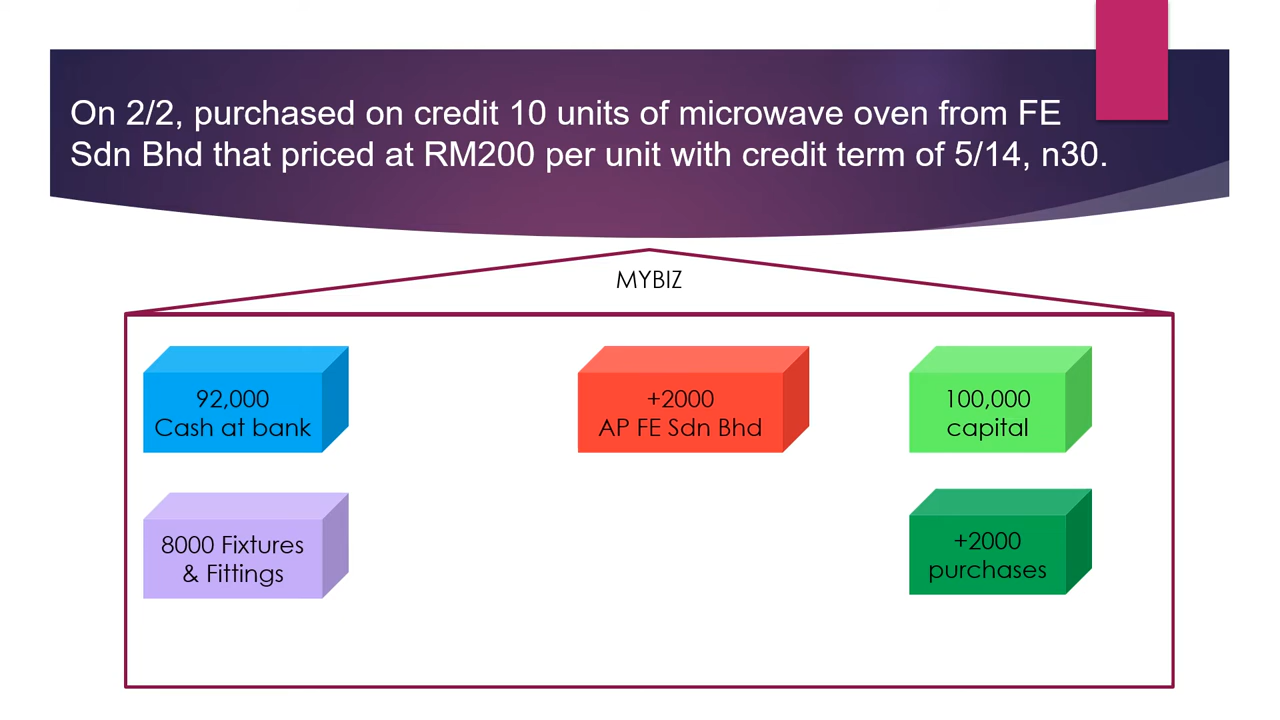 On 2/2, purchased on credit 10 units of microwave oven from FE
Sdn Bhd that priced at RM200 per unit with credit term of 5/14, n30.
MYBIZ
92,000
Cash at bank
+2000
AP FE Sdn Bhd
100,000
capital
8000 Fixtures
& Fittings
+2000
purchases